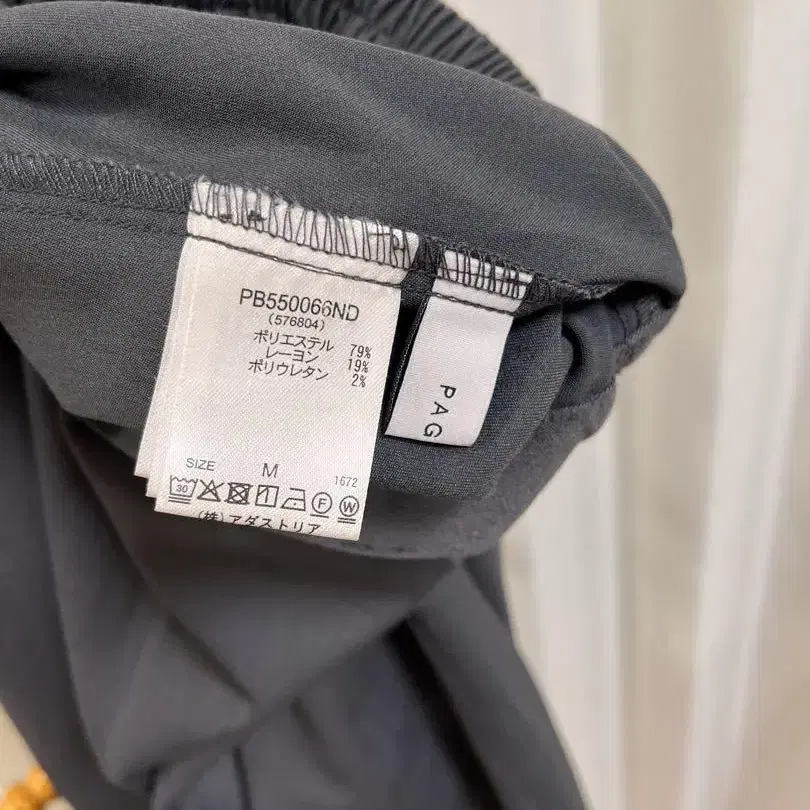 PB550066ND
(576804)
ポリエステル 79%
レーヨン 19%
ポリウレタン 2%
SIZE M 1672
30 F W
(株)アダストリア
PAG